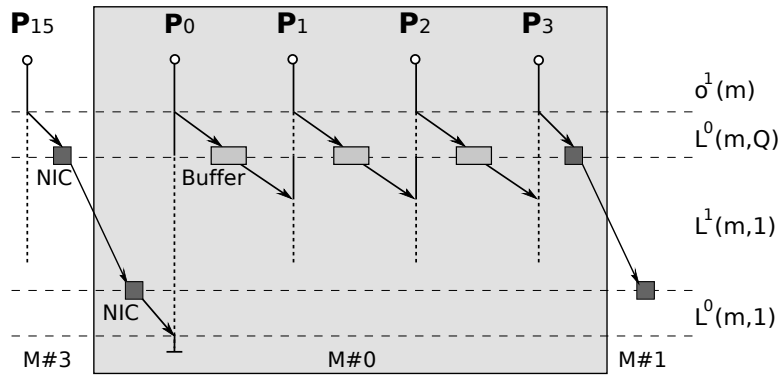 P15 P0 P1 P2 P3
o¹(m)
L⁰(m,Q)
NIC Buffer
L¹(m,1)
NIC
L⁰(m,1)
M#3 M#0 M#1